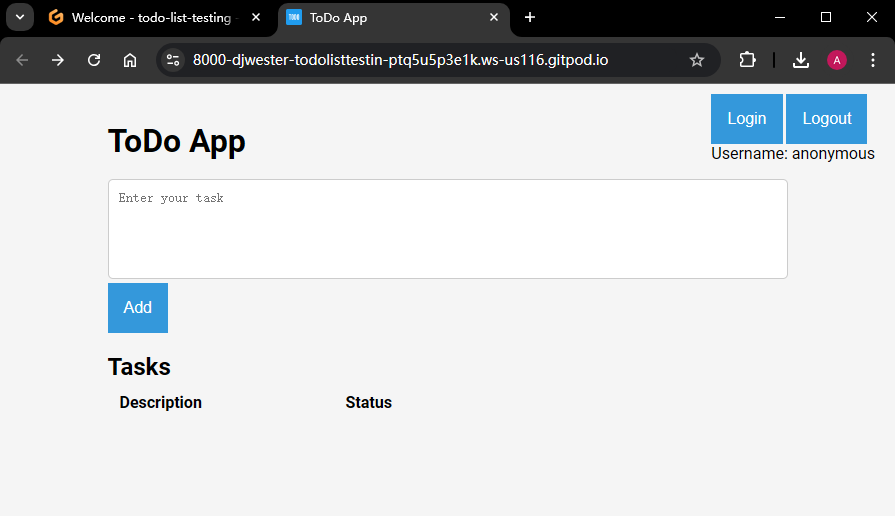 Welcome - todo-list-testing
ToDo App
8000-djwester-todolisttestin-ptq5u5p3e1k.ws-us116.gitpod.io
A
Login
Logout
Username: anonymous
ToDo App
Enter your task
Add
Tasks
Description Status